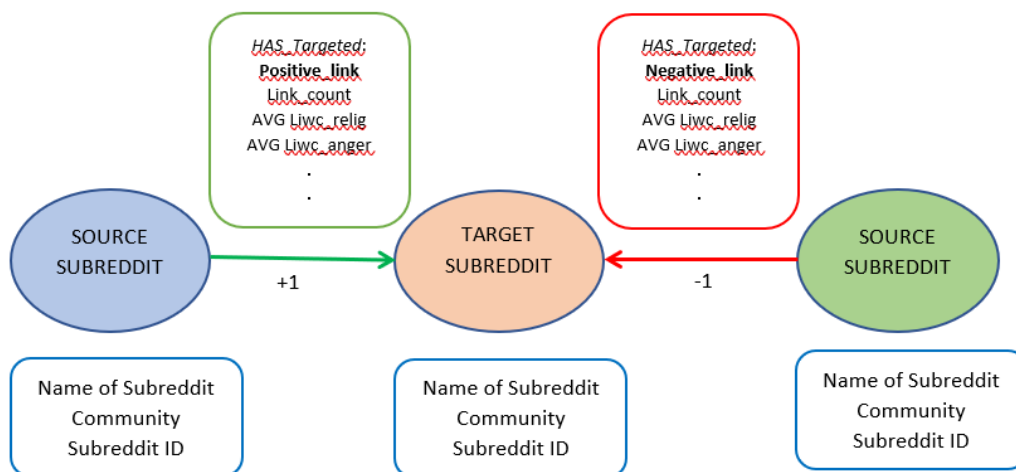 HAS_Targeted:
Positive_link
Link_count
AVG Liwc_relig
AVG Liwc_anger
.
.
HAS_Targeted:
Negative_link
Link_count
AVG Liwc_relig
AVG Liwc_anger
.
.
SOURCE
SUBREDDIT
+1
TARGET
SUBREDDIT
-1
SOURCE
SUBREDDIT
Name of Subreddit
Community
Subreddit ID
Name of Subreddit
Community
Subreddit ID
Name of Subreddit
Community
Subreddit ID